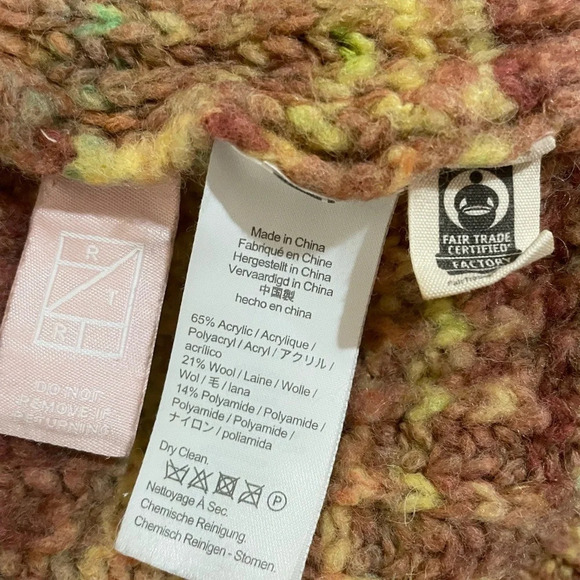 R
R
DO NOT
REMOVE IF
RETURNING
Made in China
Fabriqué en Chine
Hergestellt in China
Vervaardigd in China
中国製
hecho en china
65% Acrylic / Acrylique /
Polyacryl / Acryl / アクリル /
acrílico
21% Wool / Laine / Wolle /
Wol / 毛 / lana
14% Polyamide / Polyamide /
Polyamide / Polyamide /
ナイロン / poliamida
Dry Clean.
P
Nettoyage À Sec.
Chemische Reinigung.
Chemisch Reinigen - Stomen.
FAIR TRADE
CERTIFIED
FACTORY